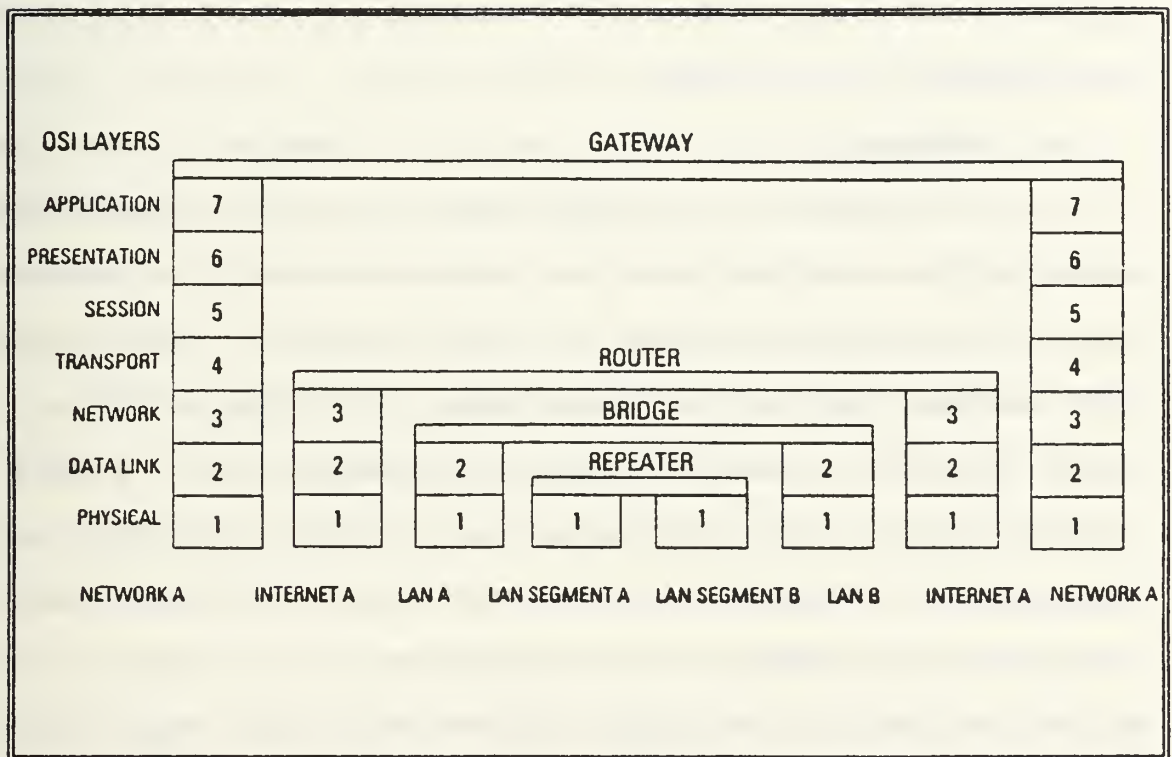 OSI LAYERS GATEWAY
APPLICATION 7 7
PRESENTATION 6 6
SESSION 5 5
TRANSPORT 4 ROUTER 4
NETWORK 3 3 BRIDGE 3 3
DATA LINK 2 2 2 REPEATER 2 2 2
PHYSICAL 1 1 1 1 1 1 1 1
NETWORK A INTERNET A LAN A LAN SEGMENT A LAN SEGMENT B LAN B INTERNET A NETWORK A